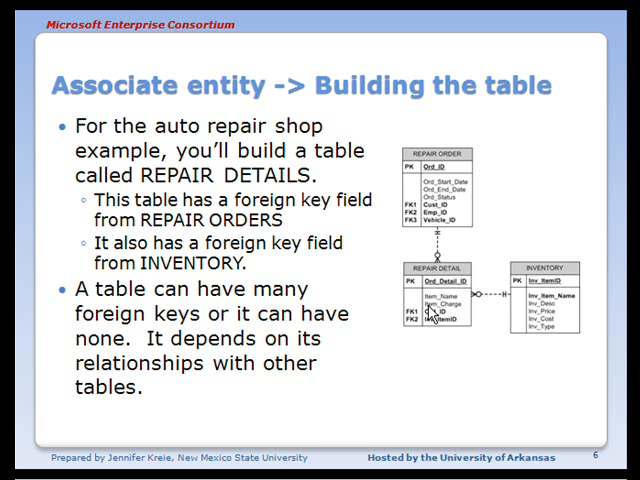 Microsoft Enterprise Consortium
Associate entity -> Building the table
• For the auto repair shop
example, you'll build a table
called REPAIR DETAILS.
◦ This table has a foreign key field
from REPAIR ORDERS
◦ It also has a foreign key field
from INVENTORY.
• A table can have many
foreign keys or it can have
none. It depends on its
relationships with other
tables.
REPAIR ORDER
PK Ord_ID
Ord_Start_Date
Ord_End_Date
Ord_Status
FK1 Cust_ID
FK2 Emp_ID
FK3 Vehicle_ID
REPAIR DETAIL
PK Ord_Detail_ID
Item_Name
Item_Charge
FK1
FK2
INVENTORY
PK Inv_ItemID
Inv_Item_Name
Inv_Desc
Inv_Price
Inv_Cost
Inv_Type
Prepared by Jennifer Kreie, New Mexico State University
Hosted by the University of Arkansas
6